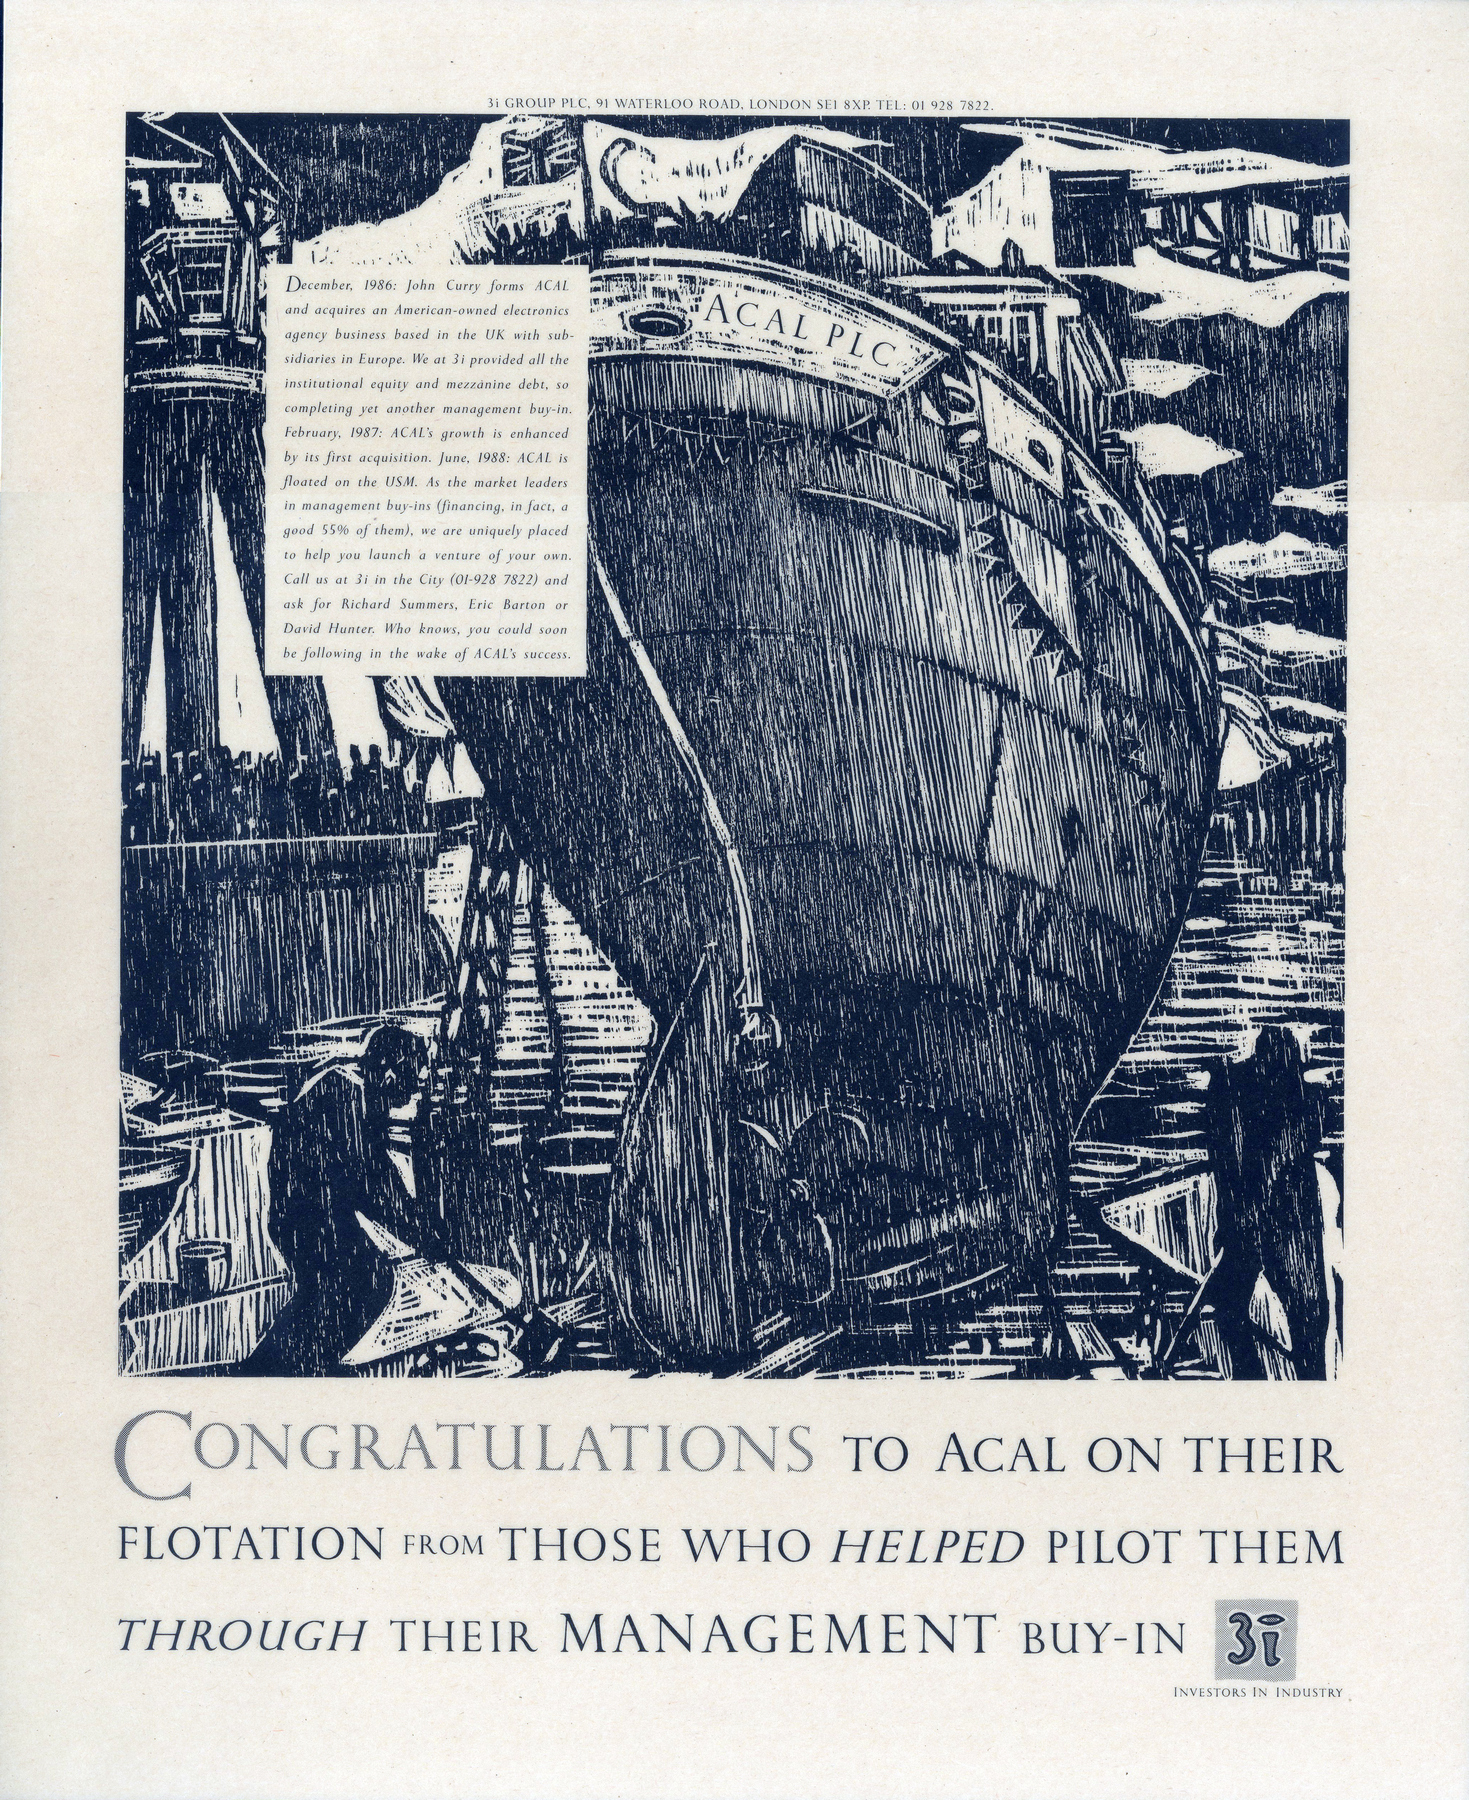 3i GROUP PLC, 91 WATERLOO ROAD, LONDON SE1 8XP. TEL: 01 928 7822.
ACAL PLC
December, 1986: John Curry forms ACAL
and acquires an American-owned electronics
agency business based in the UK with sub-
sidiaries in Europe. We at 3i provided all the
institutional equity and mezzanine debt, so
completing yet another management buy-in.
February, 1987: ACAL's growth is enhanced
by its first acquisition. June, 1988: ACAL is
floated on the USM. As the market leaders
in management buy-ins (financing, in fact, a
good 55% of them), we are uniquely placed
to help you launch a venture of your own.
Call us at 3i in the City (01-928 7822) and
ask for Richard Summers, Eric Barton or
David Hunter. Who knows, you could soon
be following in the wake of ACAL's success.
CONGRATULATIONS TO ACAL ON THEIR
FLOTATION FROM THOSE WHO HELPED PILOT THEM
THROUGH THEIR MANAGEMENT BUY-IN
3i
INVESTORS IN INDUSTRY